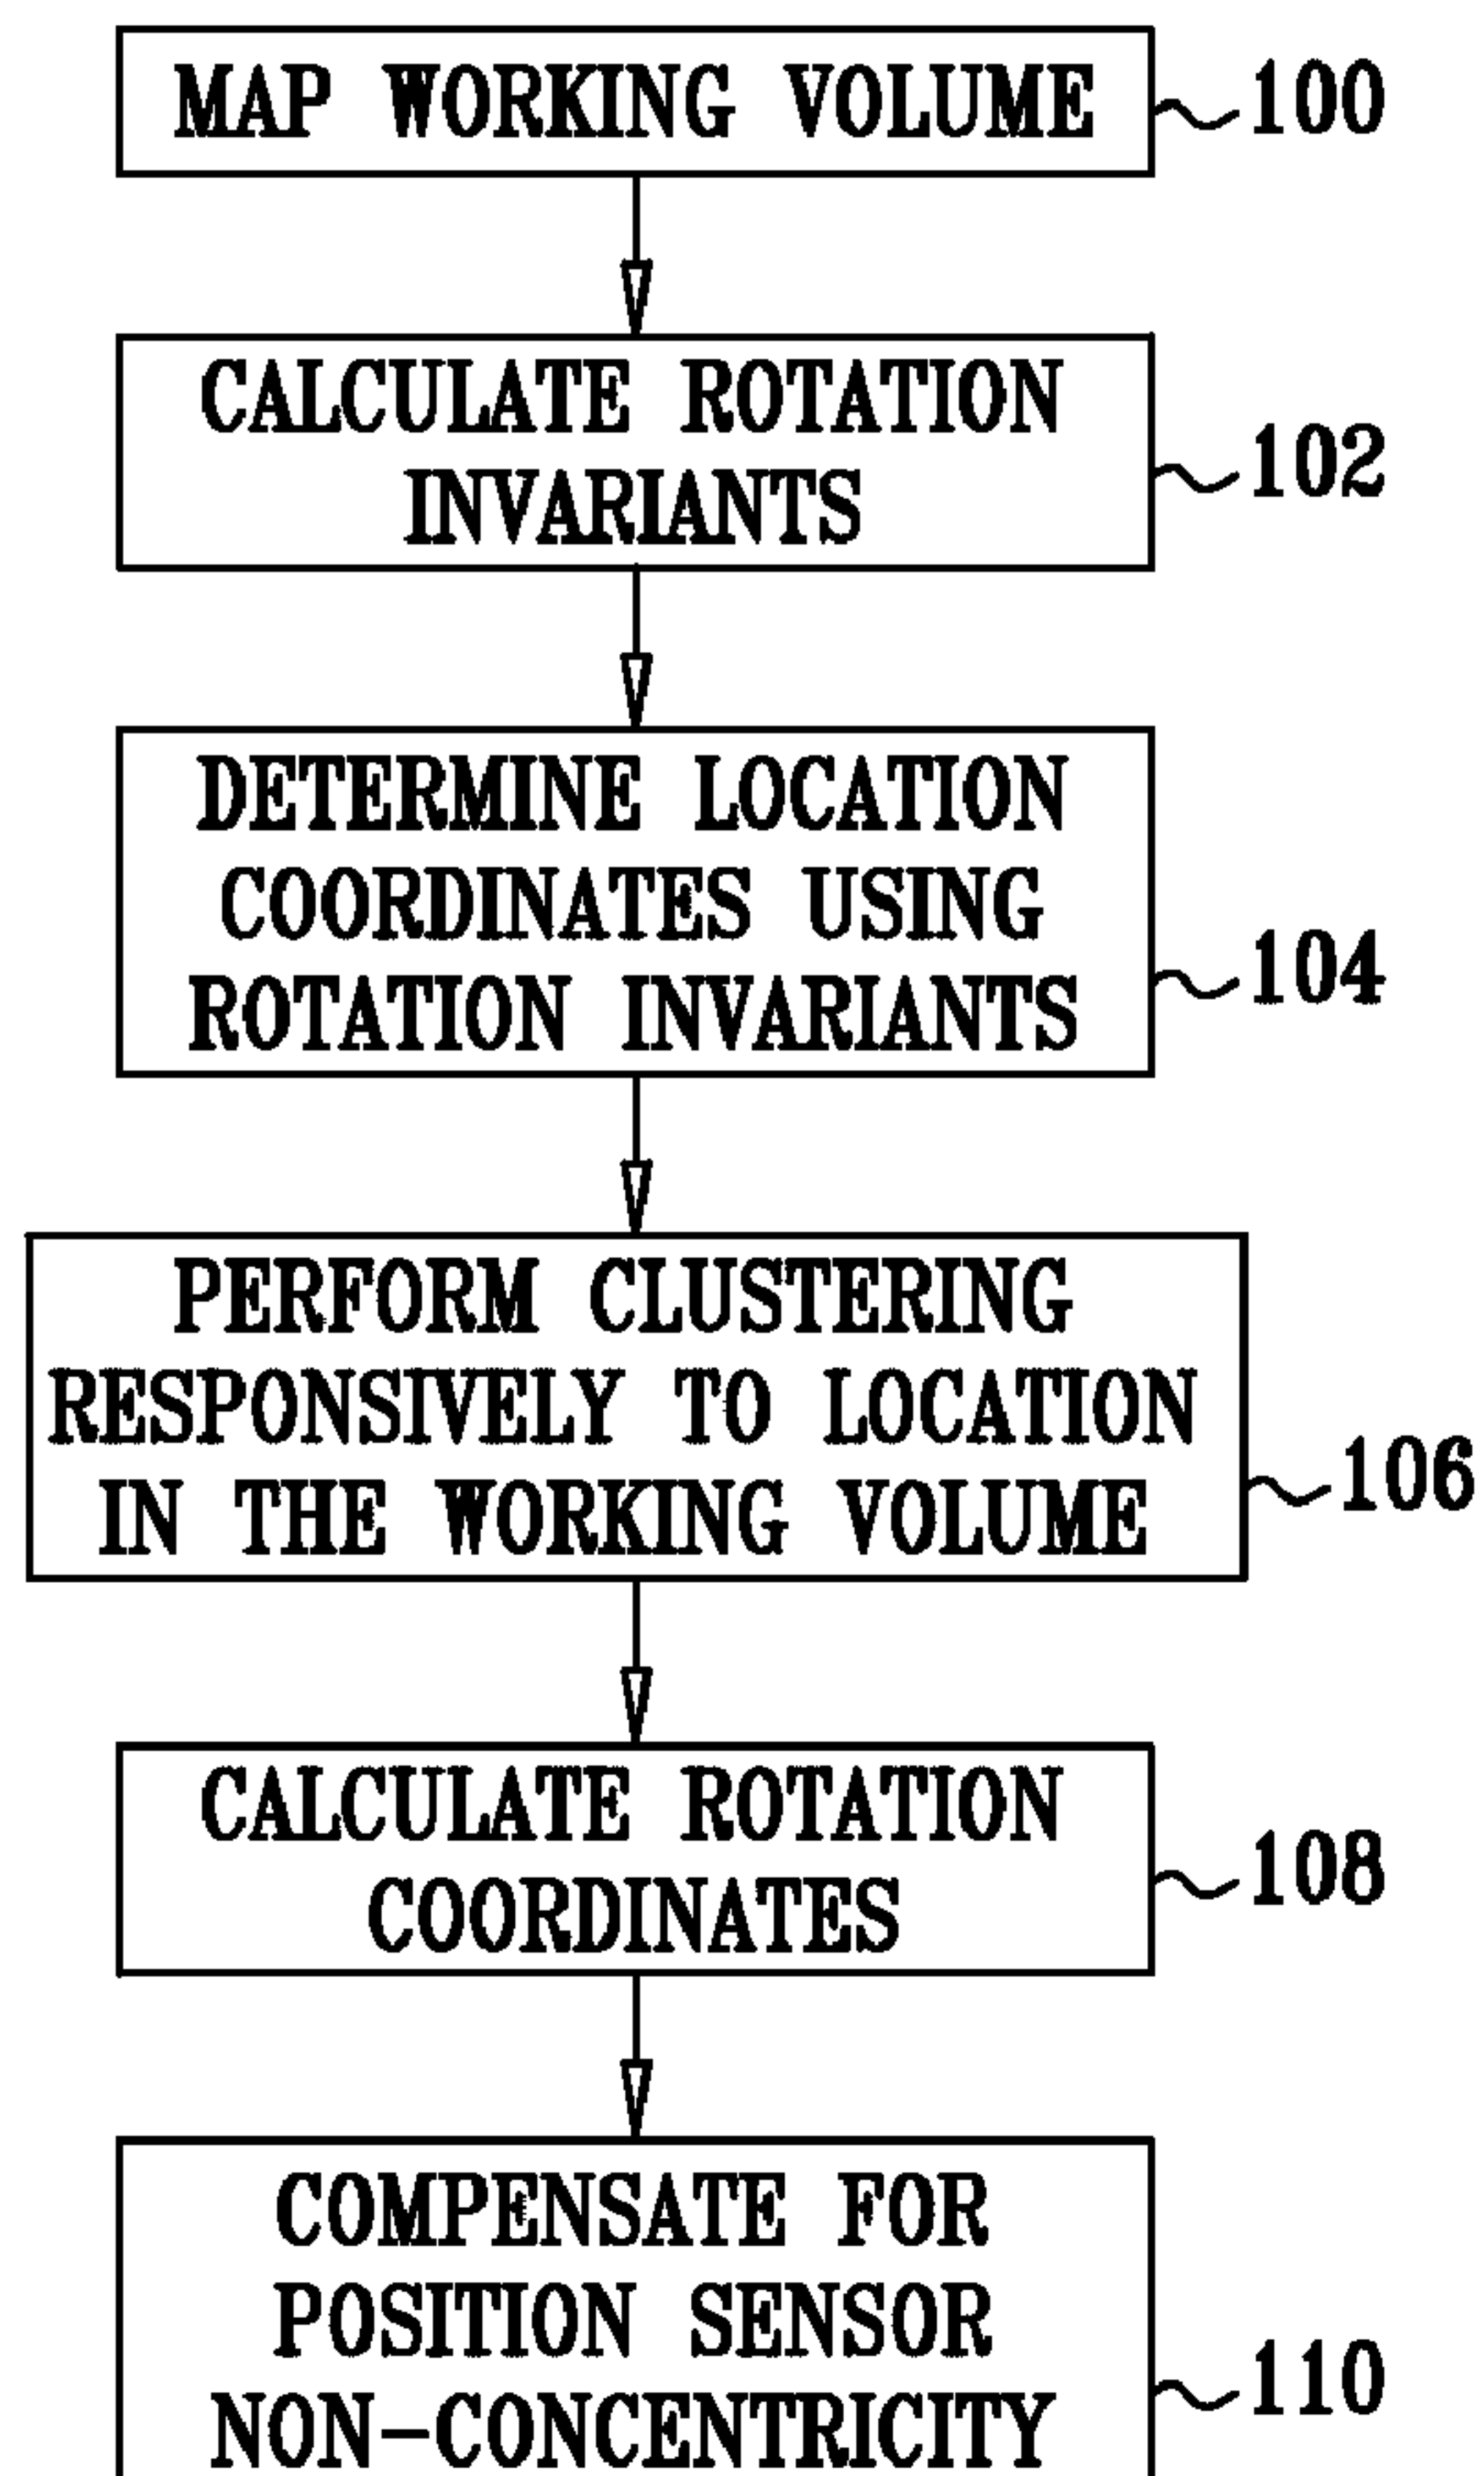 MAP WORKING VOLUME
100
CALCULATE ROTATION
INVARIANTS
102
DETERMINE LOCATION
COORDINATES USING
ROTATION INVARIANTS
104
PERFORM CLUSTERING
RESPONSIVELY TO LOCATION
IN THE WORKING VOLUME
106
CALCULATE ROTATION
COORDINATES
108
COMPENSATE FOR
POSITION SENSOR
NON-CONCENTRICITY
110